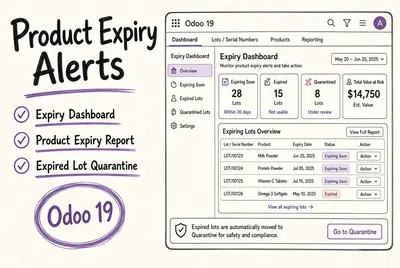 Product Expiry
Alerts
Expiry Dashboard
Product Expiry Report
Expired Lot Quarantine
Odoo 19
Odoo 19
A
Dashboard
Lots / Serial Numbers
Products
Reporting
Expiry Dashboard
Overview
Expiring Soon
Expired Lots
Quarantined Lots
Settings
Expiry Dashboard
Monitor product expiry alerts and take action.
May 20 – Jun 20, 2025
Expiring Soon
28
Lots
Within 30 days
Expired
15
Lots
Not usable
Quarantined
8
Lots
Under review
Total Value at Risk
$14,750
Est. Value
Expiring Lots Overview
View Full Report
Lot / Serial Number Product Expiry Date Status Action
LOT/00123 Milk Powder Jun 25, 2025 Expiring Soon Action
LOT/00124 Protein Powder Jul 05, 2025 Expiring Soon Action
LOT/00125 Vitamin C Tablets Jul 15, 2025 Expiring Soon Action
LOT/00126 Omega 3 Softgels May 10, 2025 Expired Action
View all expiring lots
Expired lots are automatically moved to
Quarantine for safety and compliance.
Go to Quarantine